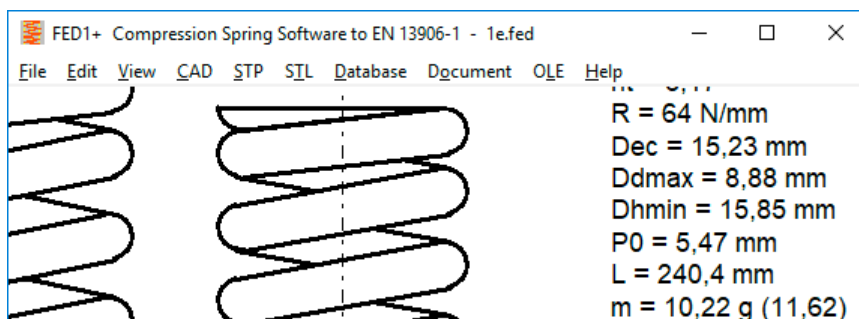 FED1+ Compression Spring Software to EN 13906-1 - 1e.fed
File Edit View CAD STP STL Database Document OLE Help
R = 64 N/mm
Dec = 15,23 mm
Ddmax = 8,88 mm
Dhmin = 15,85 mm
P0 = 5,47 mm
L = 240,4 mm
m = 10,22 g (11,62)